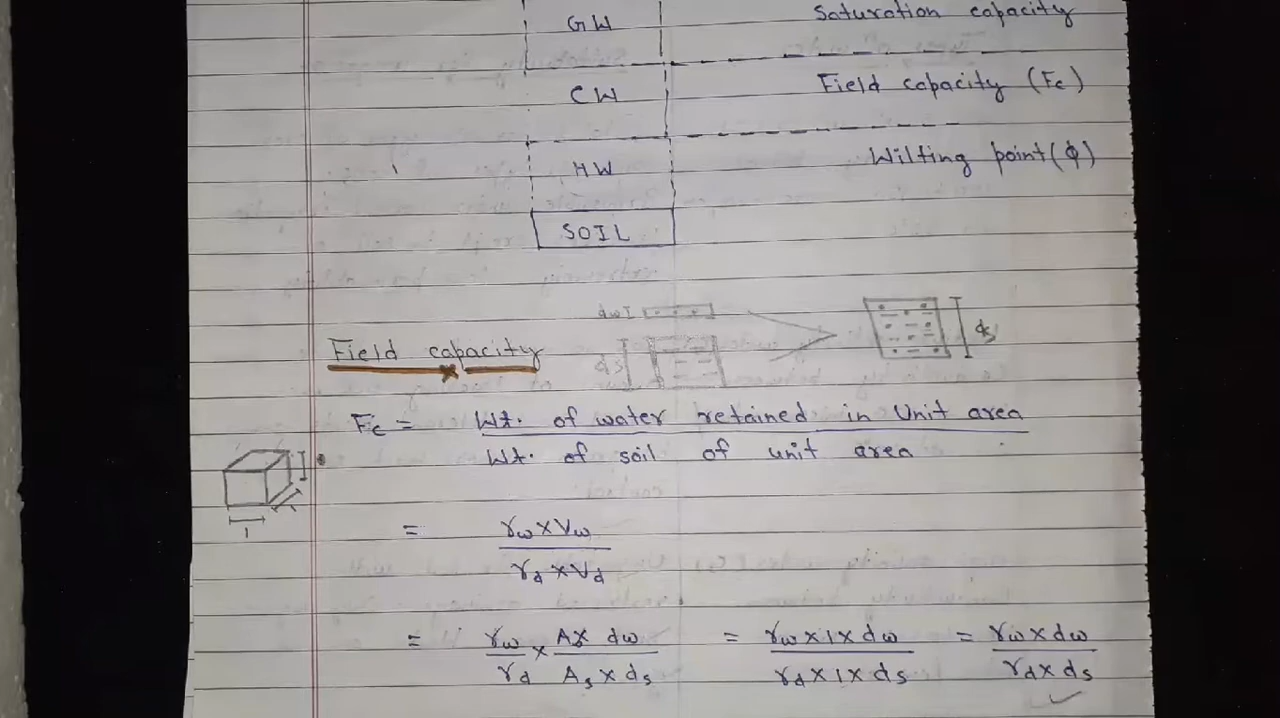 GW Saturation capacity
CW Field capacity (Fc)
HW Wilting point (ϕ)
SOIL
dwI
Field capacity ds ds
Fc = Wt. of water retained in Unit area
Wt. of soil of unit area
1
= γw × Vw
γd × Vd
= γw × A× dw = γw × 1 × dw = γw × dw
γd As × ds γd × 1 × ds γd × ds